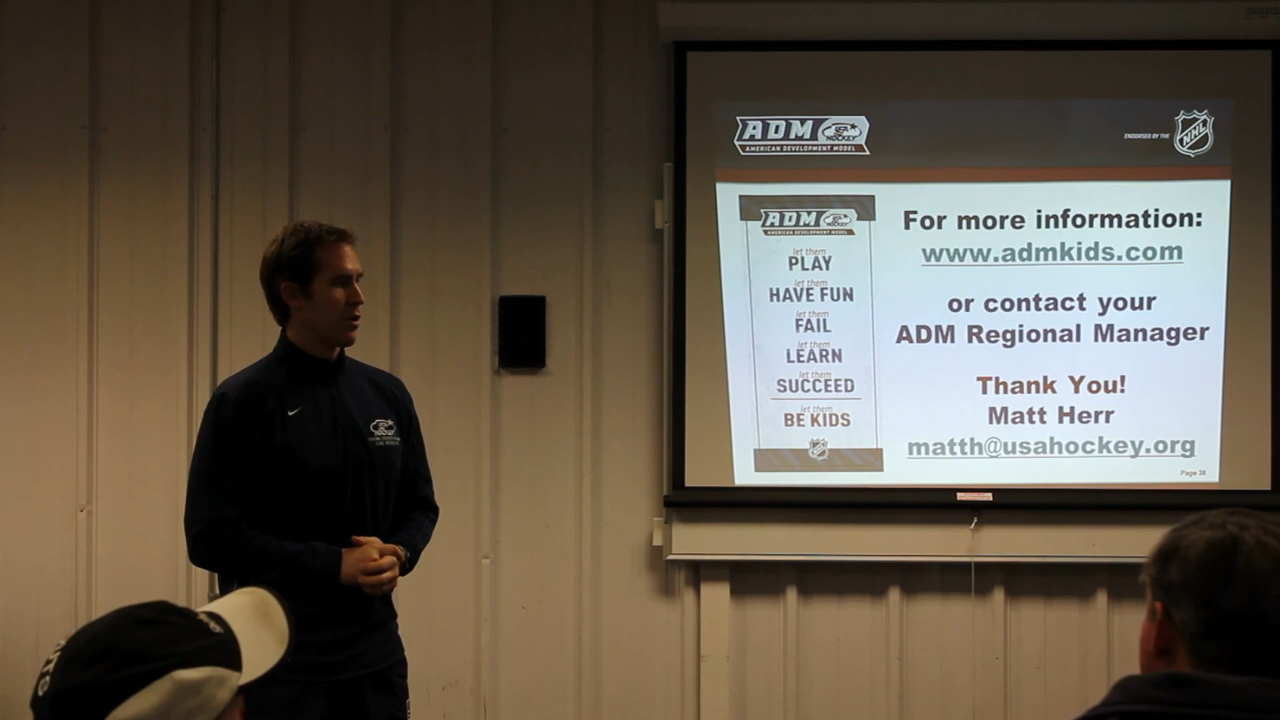 ADM
USA
HOCKEY
AMERICAN DEVELOPMENT MODEL
ENDORSED BY THE
NHL
ADM
AMERICAN DEVELOPMENT MODEL
let them
PLAY
let them
HAVE FUN
let them
FAIL
let them
LEARN
let them
SUCCEED
let them
BE KIDS
For more information:
www.admkids.com
or contact your
ADM Regional Manager
Thank You!
Matt Herr
matth@usahockey.org
Page 38